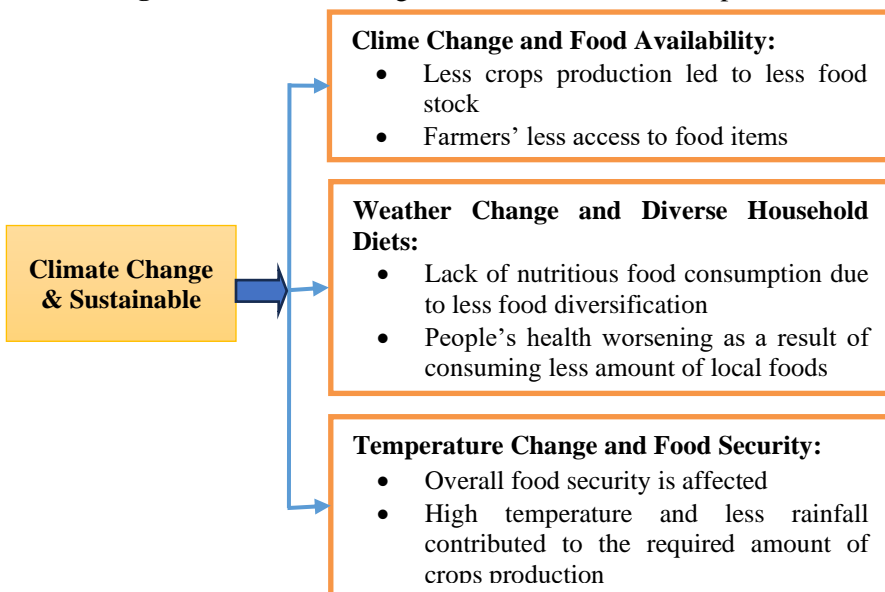 Clime Change and Food Availability:
• Less crops production led to less food
stock
• Farmers' less access to food items
Weather Change and Diverse Household
Diets:
• Lack of nutritious food consumption due
to less food diversification
• People's health worsening as a result of
consuming less amount of local foods
Climate Change
& Sustainable
Temperature Change and Food Security:
• Overall food security is affected
• High temperature and less rainfall
contributed to the required amount of
crops production